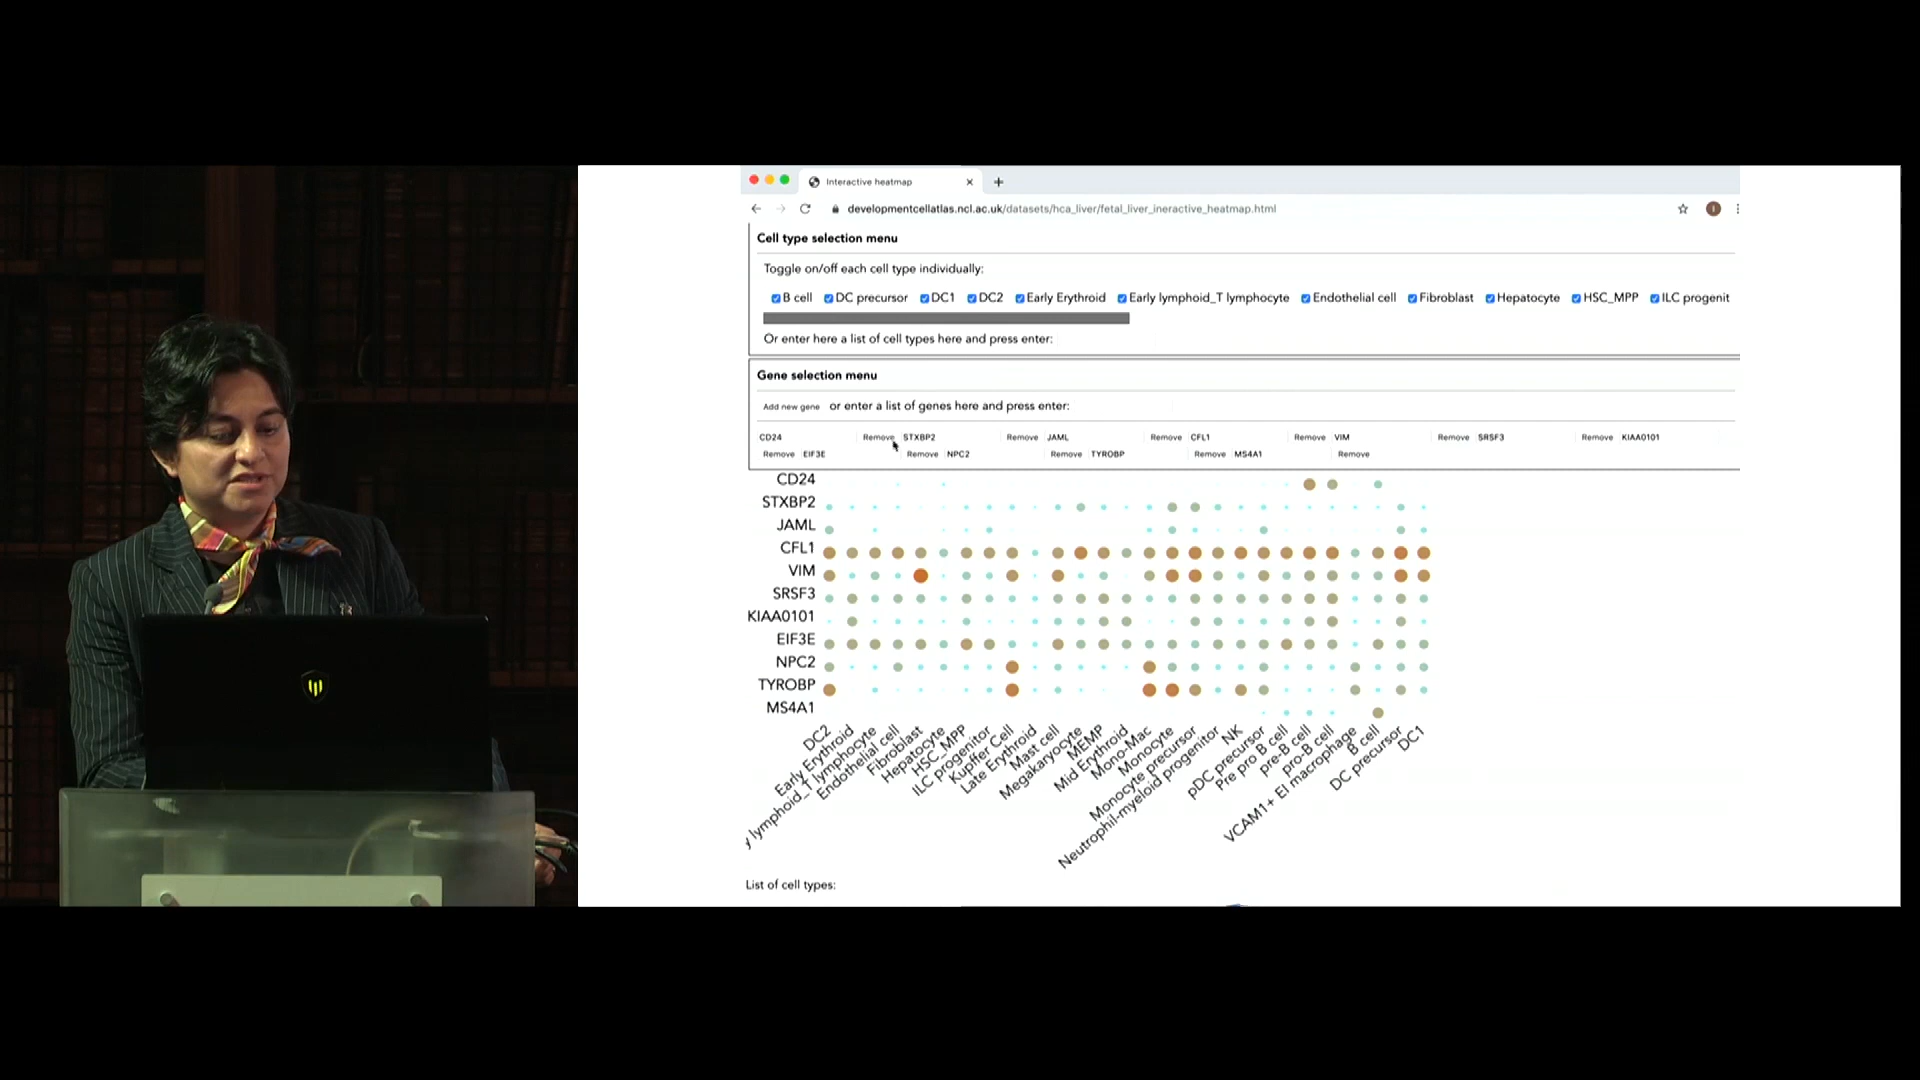 Interactive heatmap
developmentcellatlas.ncl.ac.uk/datasets/hca_liver/fetal_liver_ineractive_heatmap.html
Cell type selection menu
Toggle on/off each cell type individually:
B cell DC precursor DC1 DC2 Early Erythroid Early lymphoid_T lymphocyte Endothelial cell Fibroblast Hepatocyte HSC_MPP ILC progenit
Or enter here a list of cell types here and press enter:
Gene selection menu
Add new gene or enter a list of genes here and press enter:
CD24 Remove STXBP2 Remove JAML Remove CFL1 Remove VIM Remove SRSF3 Remove KIAA0101
Remove EIF3E Remove NPC2 Remove TYROBP Remove MS4A1 Remove
CD24
STXBP2
JAML
CFL1
VIM
SRSF3
KIAA0101
EIF3E
NPC2
TYROBP
MS4A1
DC2
Early Erythroid
y lymphoid_T lymphocyte
Endothelial cell
Fibroblast
Hepatocyte
HSC_MPP
ILC progenitor
Kupffer Cell
Late Erythroid
Mast cell
Megakaryocyte
MEMP
Mid Erythroid
Mono-Mac
Monocyte
Monocyte precursor
Neutrophil-myeloid progenitor
NK
pDC precursor
Pre pro B cell
pre-B cell
pro-B cell
VCAM1+ EI macrophage
B cell
DC precursor
DC1
List of cell types: